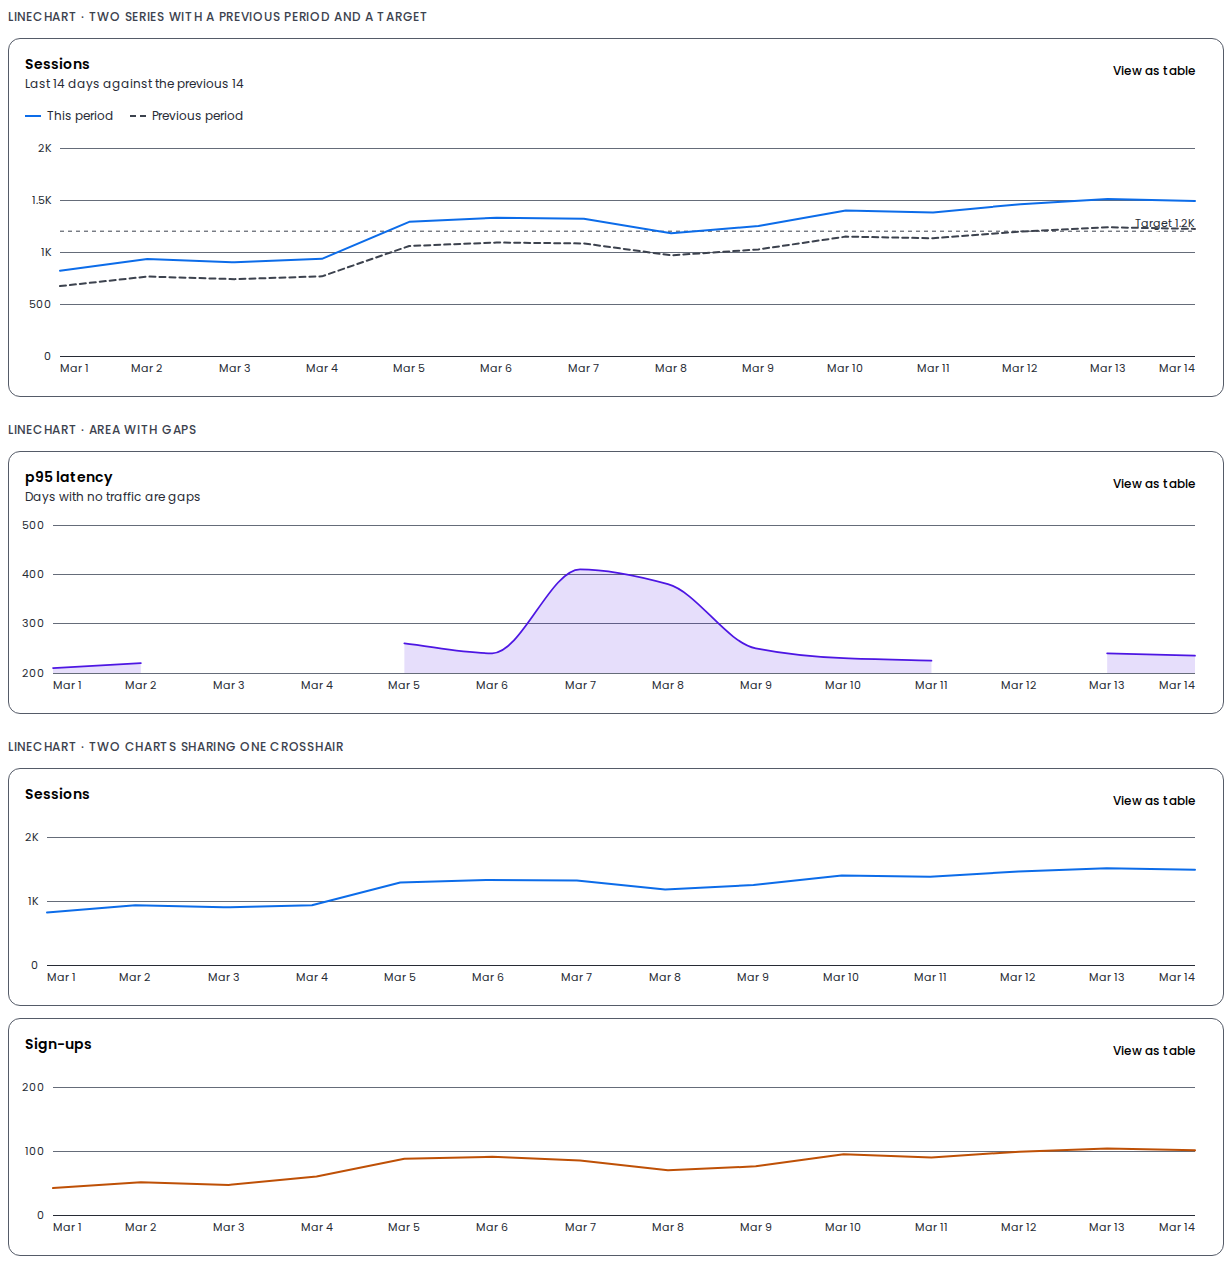 LINECHART · TWO SERIES WITH A PREVIOUS PERIOD AND A TARGET
Sessions
Last 14 days against the previous 14
View as table
This period
Previous period
2K
1.5K
Target 1.2K
1K
500
0
Mar 1 Mar 2 Mar 3 Mar 4 Mar 5 Mar 6 Mar 7 Mar 8 Mar 9 Mar 10 Mar 11 Mar 12 Mar 13 Mar 14
LINECHART · AREA WITH GAPS
p95 latency
Days with no traffic are gaps
View as table
500
400
300
200
Mar 1 Mar 2 Mar 3 Mar 4 Mar 5 Mar 6 Mar 7 Mar 8 Mar 9 Mar 10 Mar 11 Mar 12 Mar 13 Mar 14
LINECHART · TWO CHARTS SHARING ONE CROSSHAIR
Sessions
View as table
2K
1K
0
Mar 1 Mar 2 Mar 3 Mar 4 Mar 5 Mar 6 Mar 7 Mar 8 Mar 9 Mar 10 Mar 11 Mar 12 Mar 13 Mar 14
Sign-ups
View as table
200
100
0
Mar 1 Mar 2 Mar 3 Mar 4 Mar 5 Mar 6 Mar 7 Mar 8 Mar 9 Mar 10 Mar 11 Mar 12 Mar 13 Mar 14